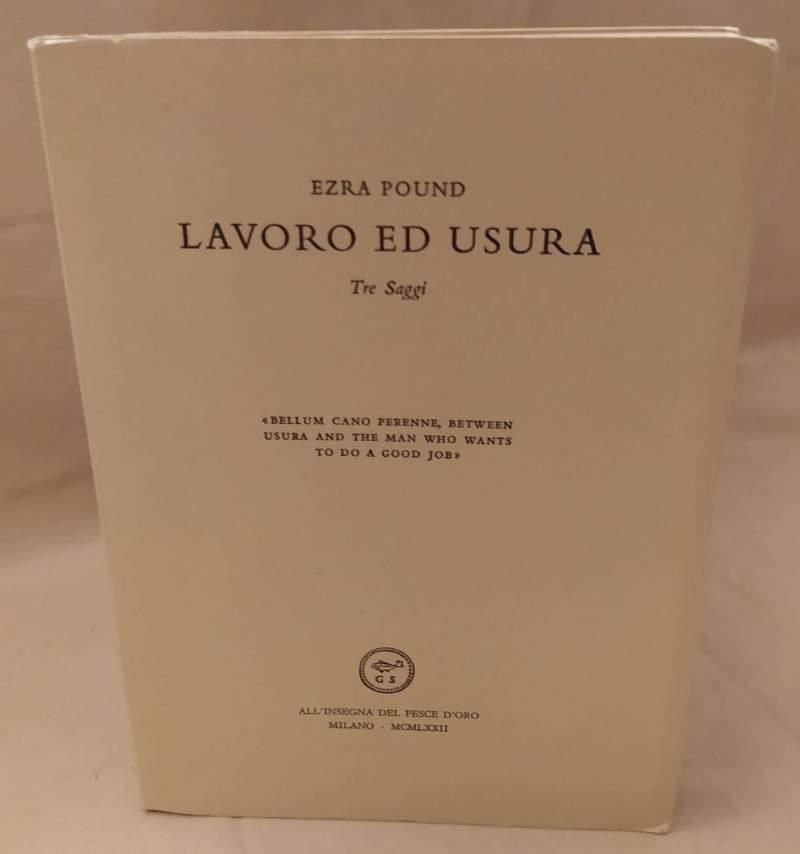 EZRA POUND
LAVORO ED USURA
Tre Saggi
«BELLUM CANO PERENNE, BETWEEN
USURA AND THE MAN WHO WANTS
TO DO A GOOD JOB»
G S
ALL'INSEGNA DEL PESCE D'ORO
MILANO - MCMLXXII